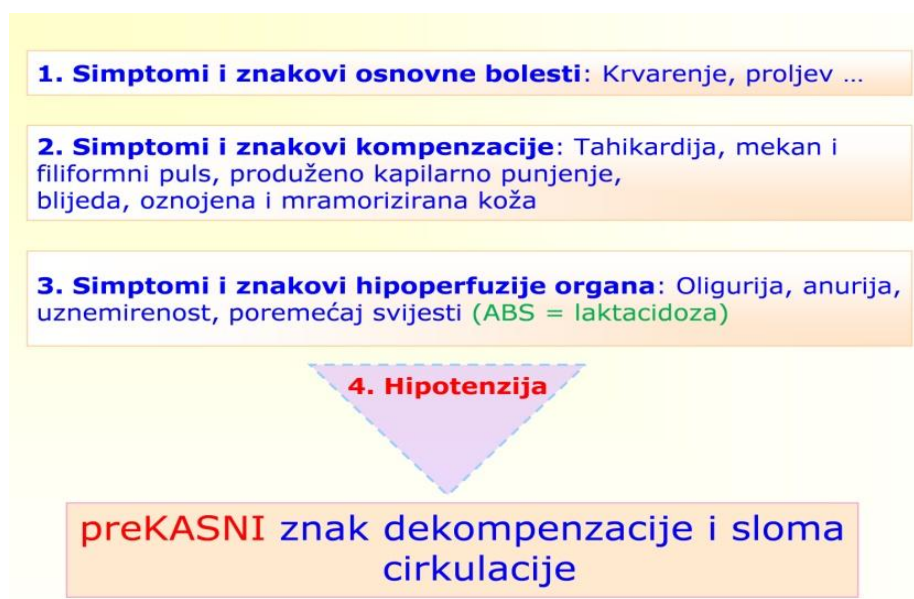 1. Simptomi i znakovi osnovne bolesti: Krvarenje, proljev ...
2. Simptomi i znakovi kompenzacije: Tahikardija, mekan i
filiformni puls, produženo kapilarno punjenje,
blijeda, oznojena i mramorizirana koža
3. Simptomi i znakovi hipoperfuzije organa: Oligurija, anurija,
uznemirenost, poremećaj svijesti (ABS = laktacidoza)
4. Hipotenzija
preKASNI znak dekompenzacije i sloma
cirkulacije